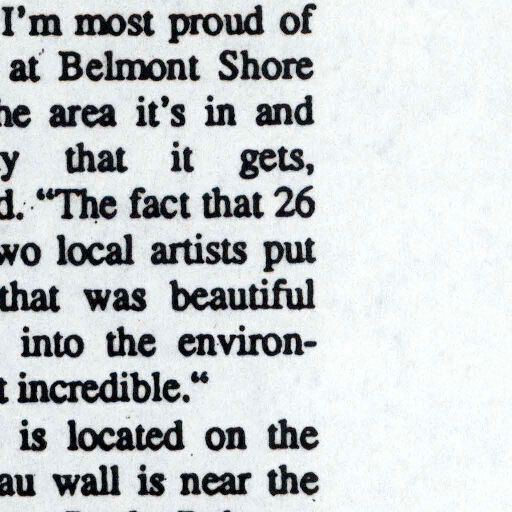 I'm most proud of
at Belmont Shore
he area it's in and
y that it gets,
d. “The fact that 26
wo local artists put
that was beautiful
into the environ-
t incredible.“
is located on the
au wall is near the